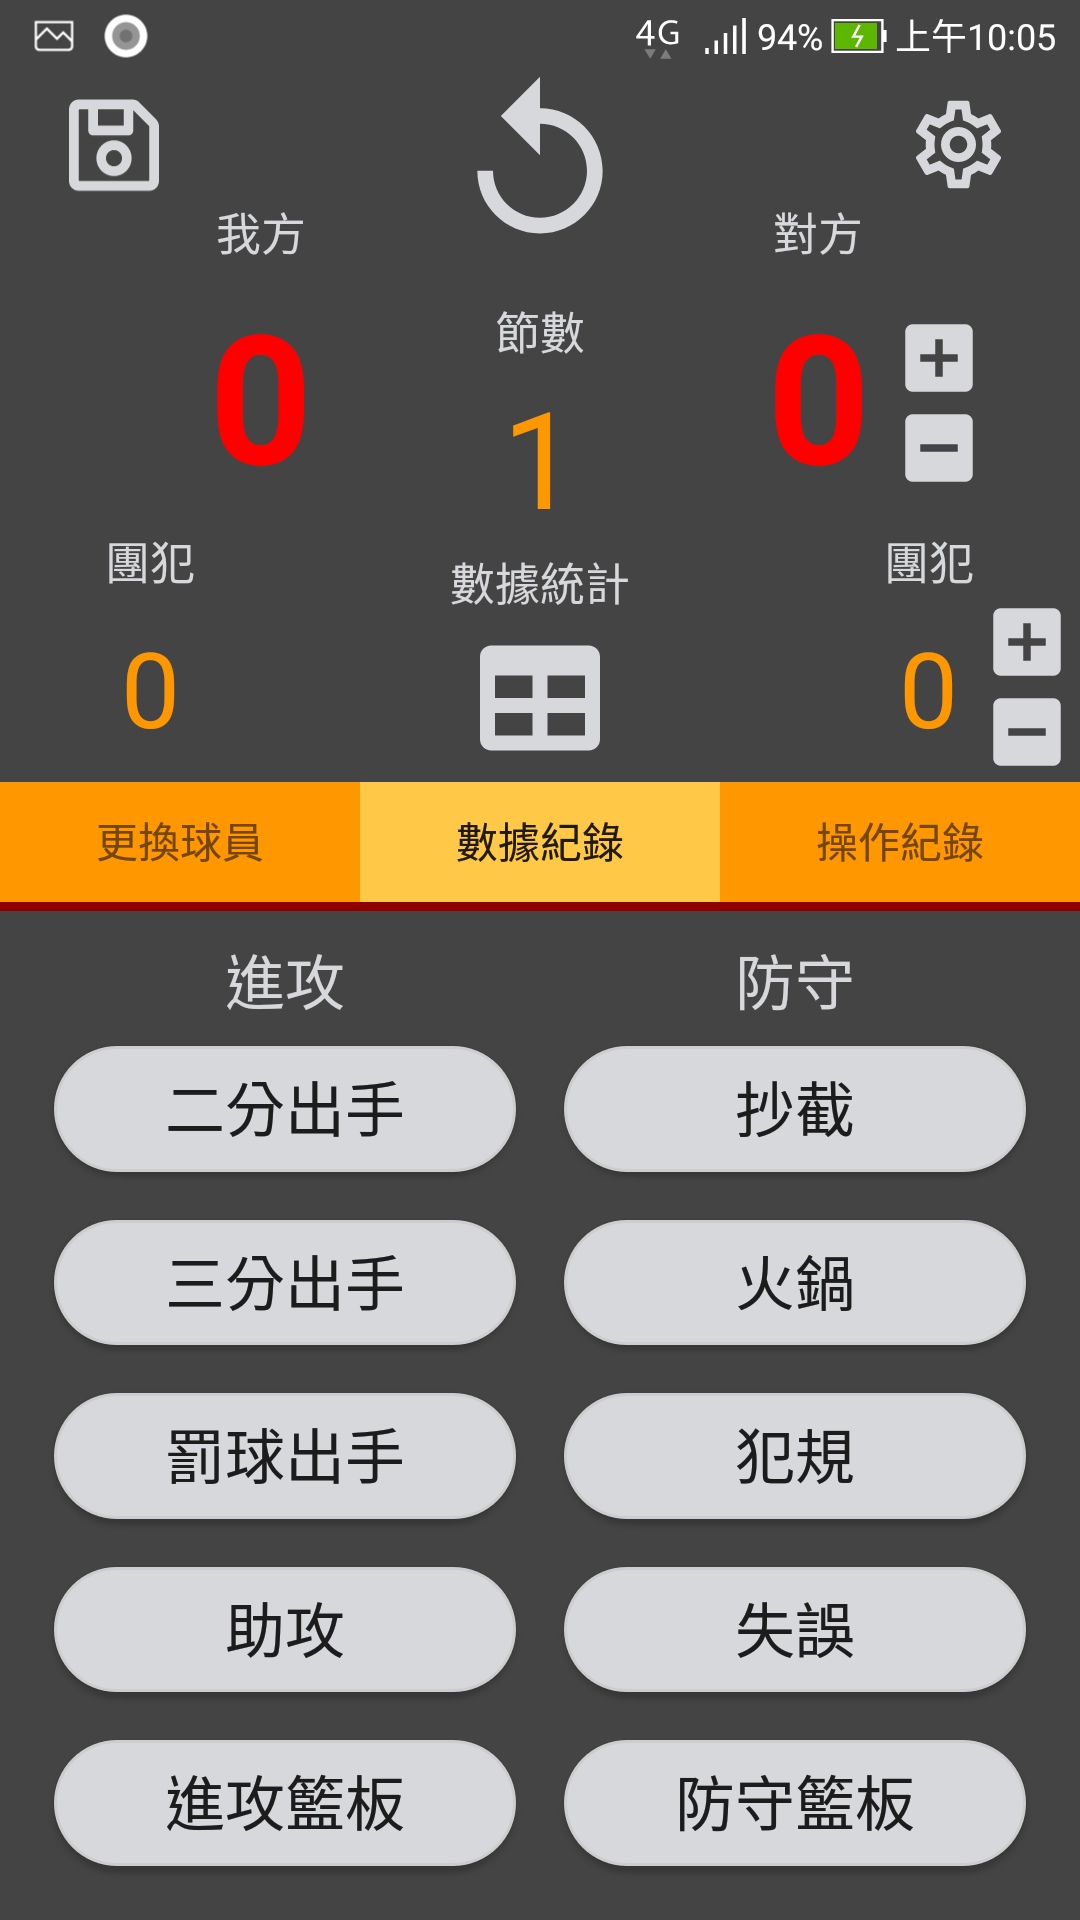 4G 94% 上午10:05
我方 對方
節數
0 1 0
團犯 數據統計 團犯
0 0
更換球員 數據紀錄 操作紀錄
進攻 防守
二分出手 抄截
三分出手 火鍋
罰球出手 犯規
助攻 失誤
進攻籃板 防守籃板